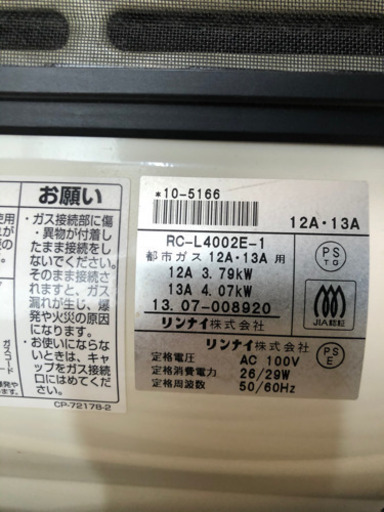 お願い
・ガス接続部に傷
・異物が付着し
たまま接続をし
ないでください。
そのまま接続さ
れますと、ガス
漏れが生じ、爆
発や火災の原因
になります。
・お使いにならな
いときは、キャ
ップをガス接続
口にはめてください。
CP-72178-2
*10-5166
12A・13A
RC-L4002E-1
都市ガス 12A・13A 用
12A 3.79kW
13A 4.07kW
13.07-008920
リンナイ株式会社
PS
TG
JIA認証
リンナイ株式会社
定格電圧 AC 100V
定格消費電力 26/29W
定格周波数 50/60Hz
PS
E